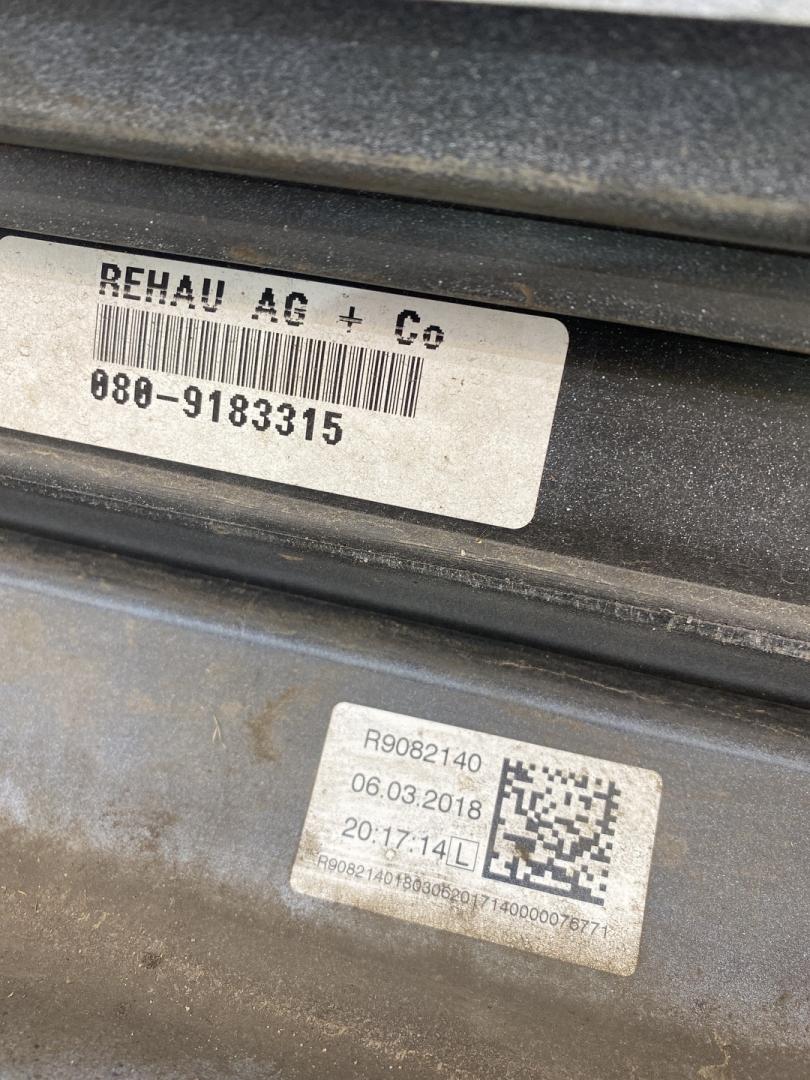 REHAU AG + Co
080-9183315
R9082140
06.03.2018
20:17:14 L
R90821401803062017140000076771